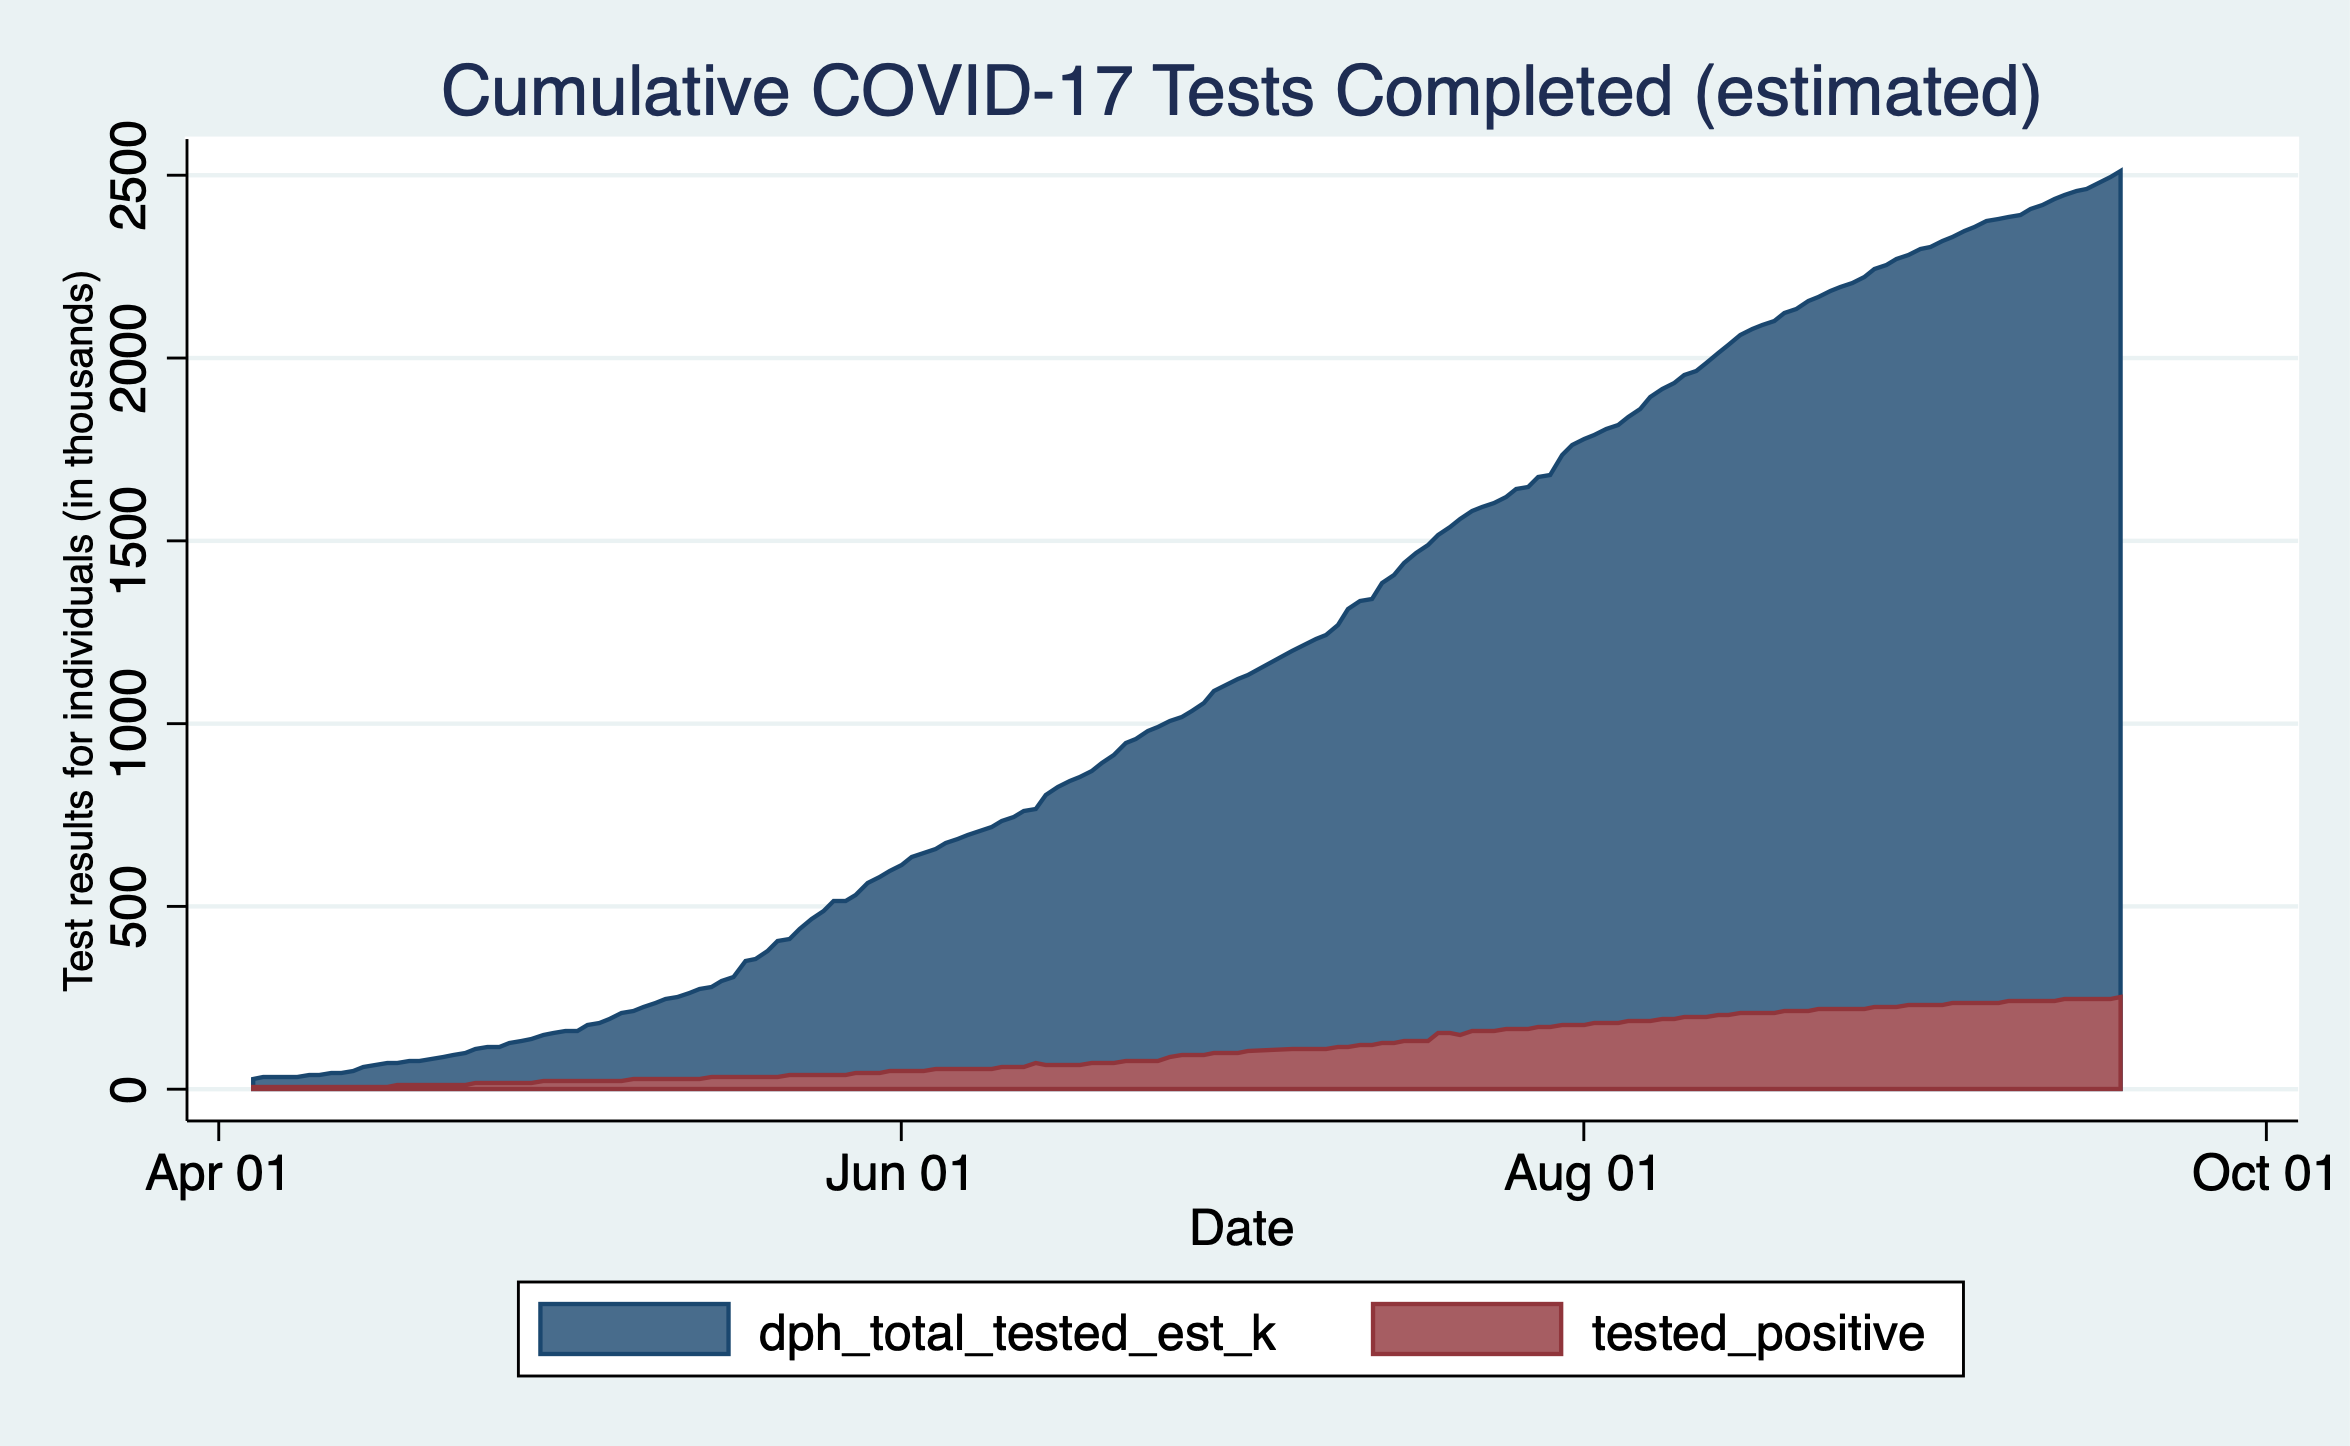 Cumulative COVID-17 Tests Completed (estimated)
Test results for individuals (in thousands)
2500
2000
1500
1000
500
0
Apr 01
Jun 01
Aug 01
Oct 01
Date
dph_total_tested_est_k
tested_positive